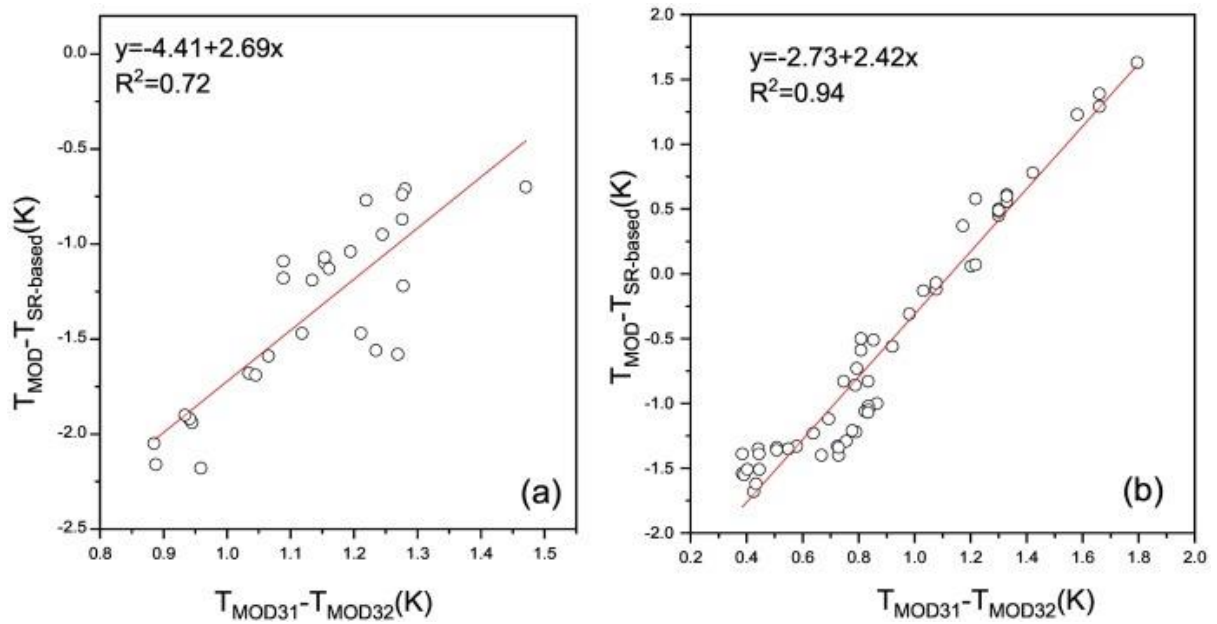 y=-4.41+2.69x
R²=0.72
0.0
-0.5
-1.0
-1.5
-2.0
-2.5
0.8 0.9 1.0 1.1 1.2 1.3 1.4 1.5
T_MOD-T_SR-based(K)
T_MOD31-T_MOD32(K)
(a)
y=-2.73+2.42x
R²=0.94
2.0
1.5
1.0
0.5
0.0
-0.5
-1.0
-1.5
-2.0
0.2 0.4 0.6 0.8 1.0 1.2 1.4 1.6 1.8 2.0
T_MOD-T_SR-based(K)
T_MOD31-T_MOD32(K)
(b)